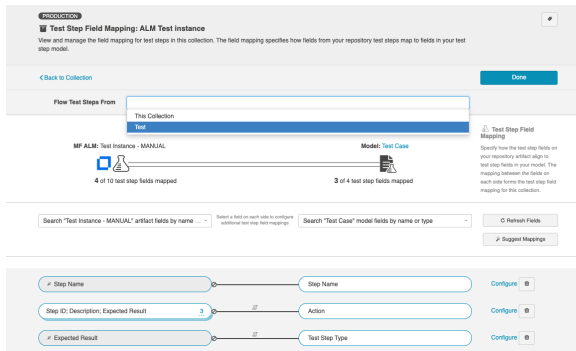 PRODUCTION
Test Step Field Mapping: ALM Test instance
View and manage the field mapping for test steps in this collection. The field mapping specifies how fields from your repository test steps map to fields in your test
step model.
Back to Collection
Done
Flow Test Steps From
This Collection
Test
Test Step Field
Mapping
Specify how the test step fields on
your repository artifact align to
test step fields in your model. The
mapping between the fields on
each side forms the test step field
mapping for this collection.
MF ALM: Test Instance - MANUAL
Model: Test Case
4 of 10 test step fields mapped
3 of 4 test step fields mapped
Search "Test Instance - MANUAL" artifact fields by name ...
Select a field on each side to configure
additional test step field mappings
Search "Test Case" model fields by name or type
Refresh Fields
Suggest Mappings
Step Name
Step Name
Configure
Step ID; Description; Expected Result
3
Action
Configure
Expected Result
Test Step Type
Configure